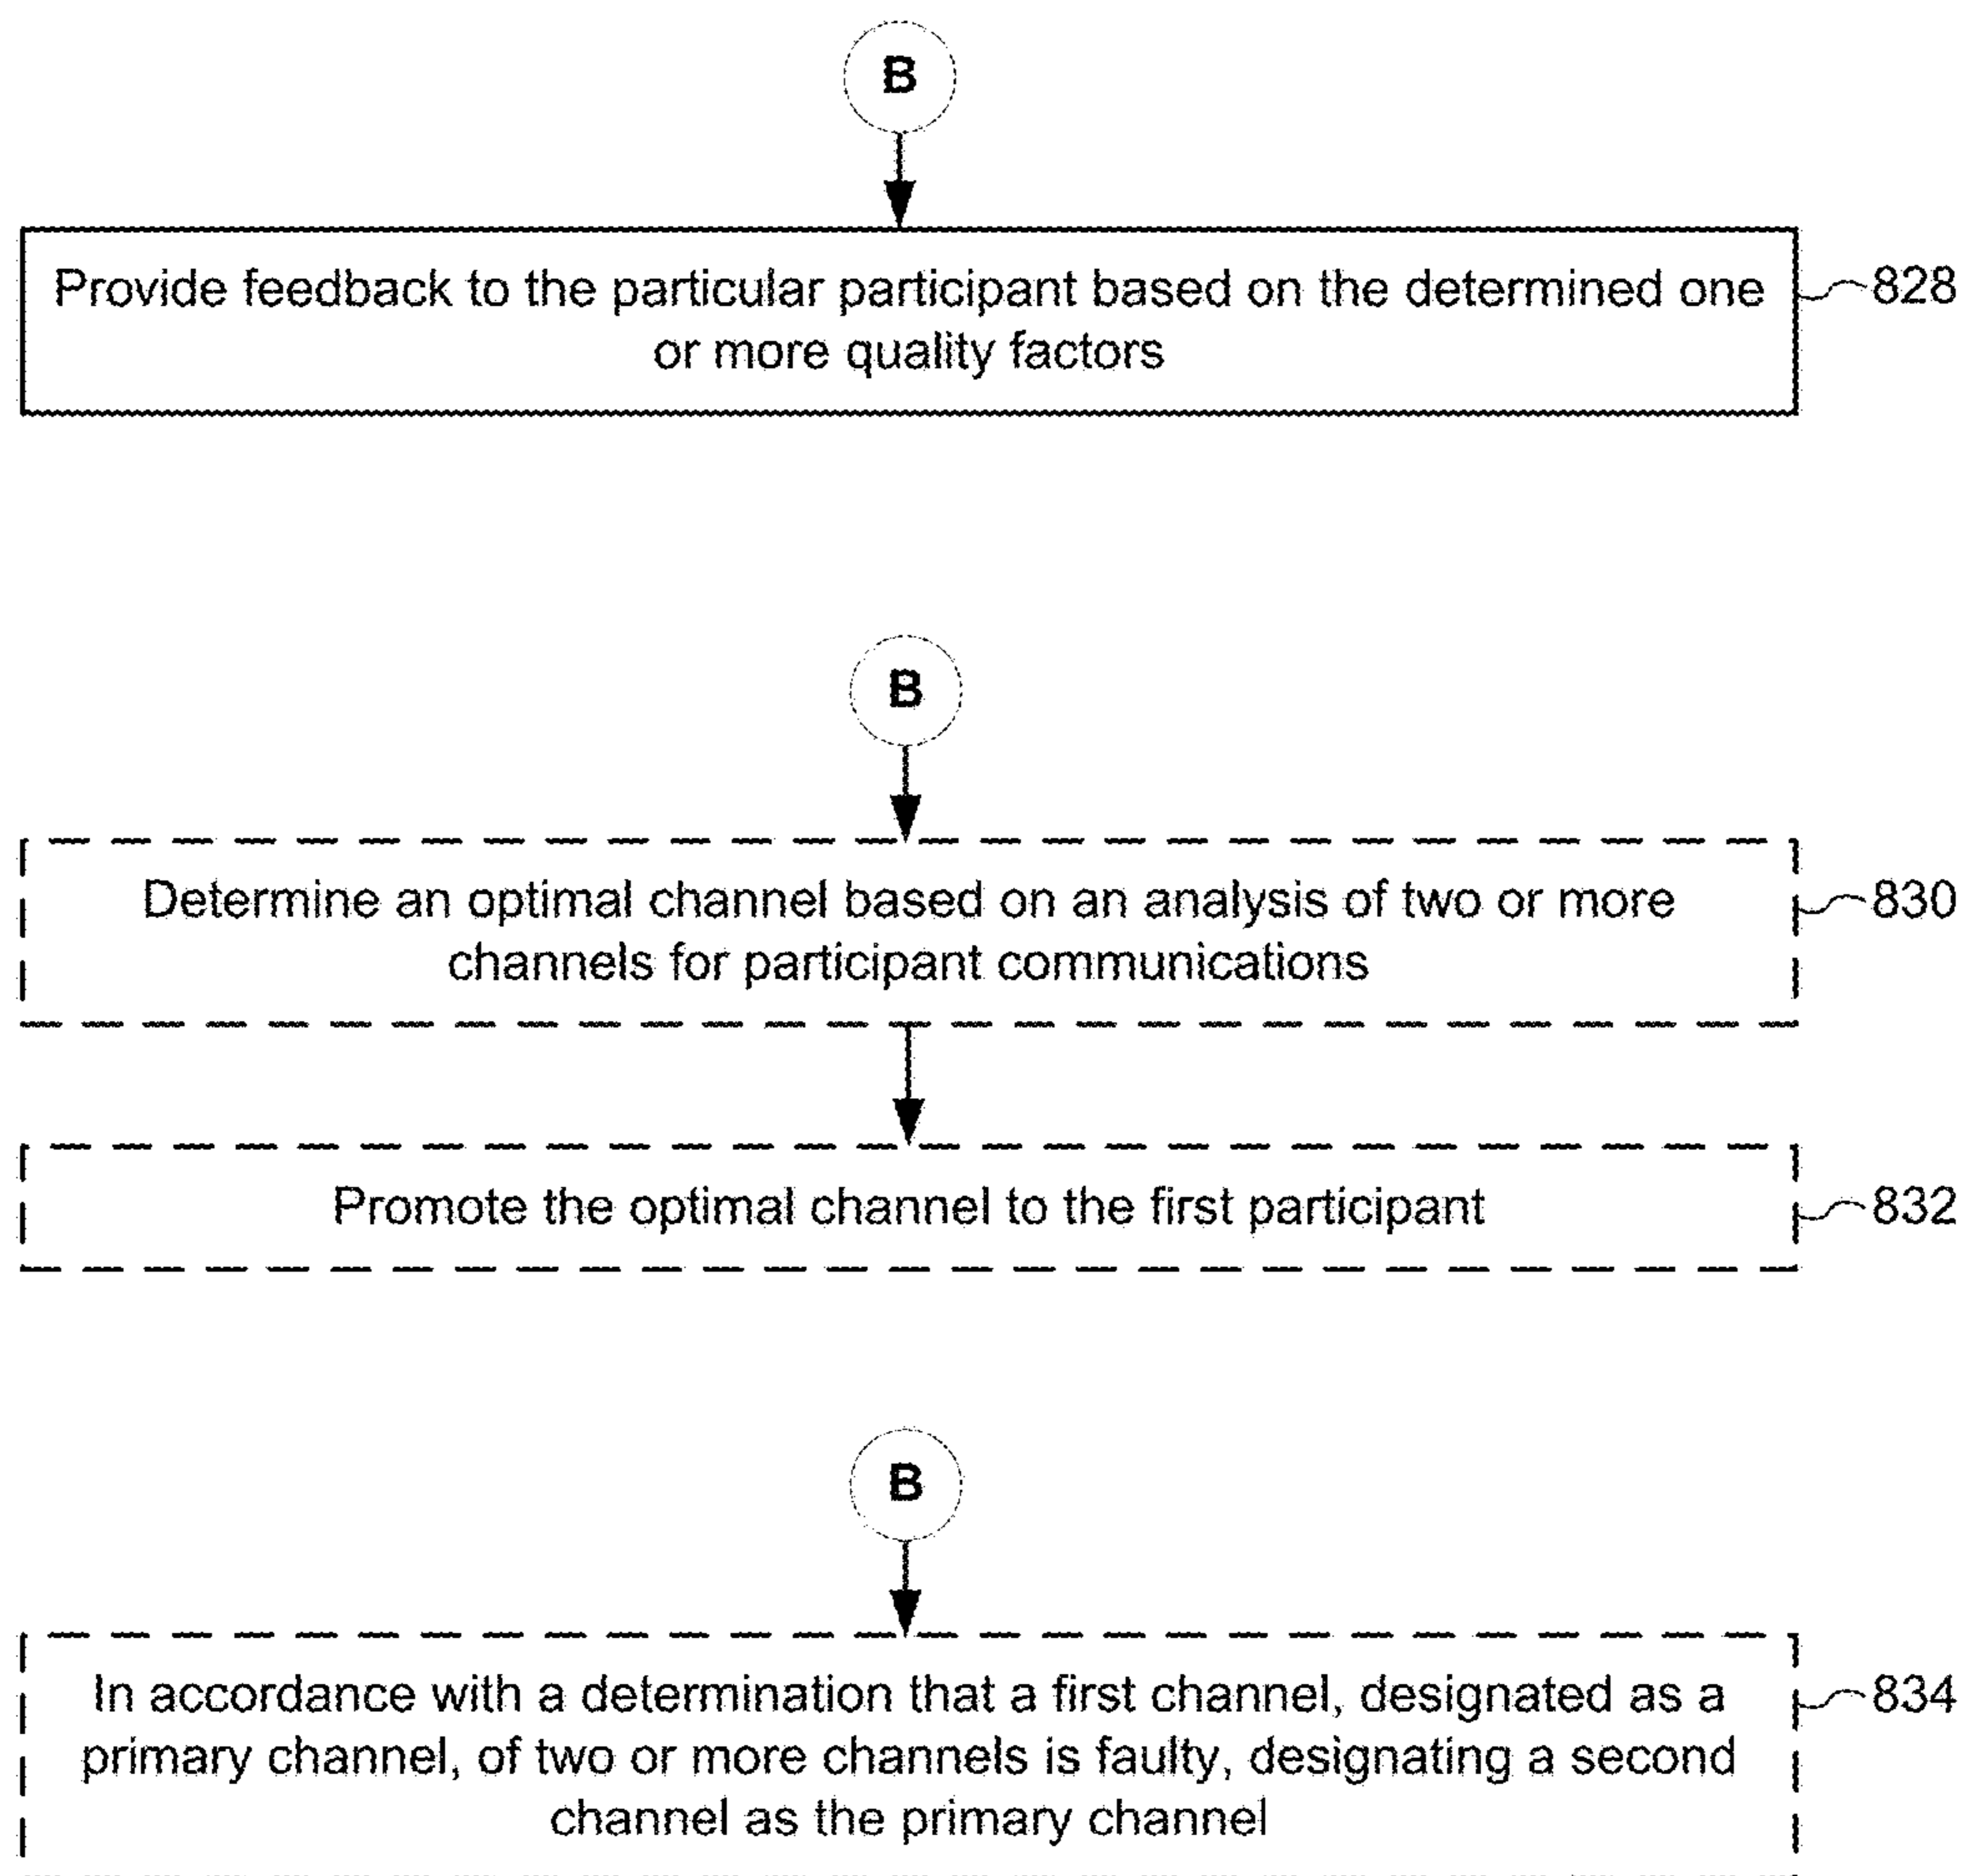 B
Provide feedback to the particular participant based on the determined one
or more quality factors
828
B
Determine an optimal channel based on an analysis of two or more
channels for participant communications
830
Promote the optimal channel to the first participant
832
B
In accordance with a determination that a first channel, designated as a
primary channel, of two or more channels is faulty, designating a second
channel as the primary channel
834